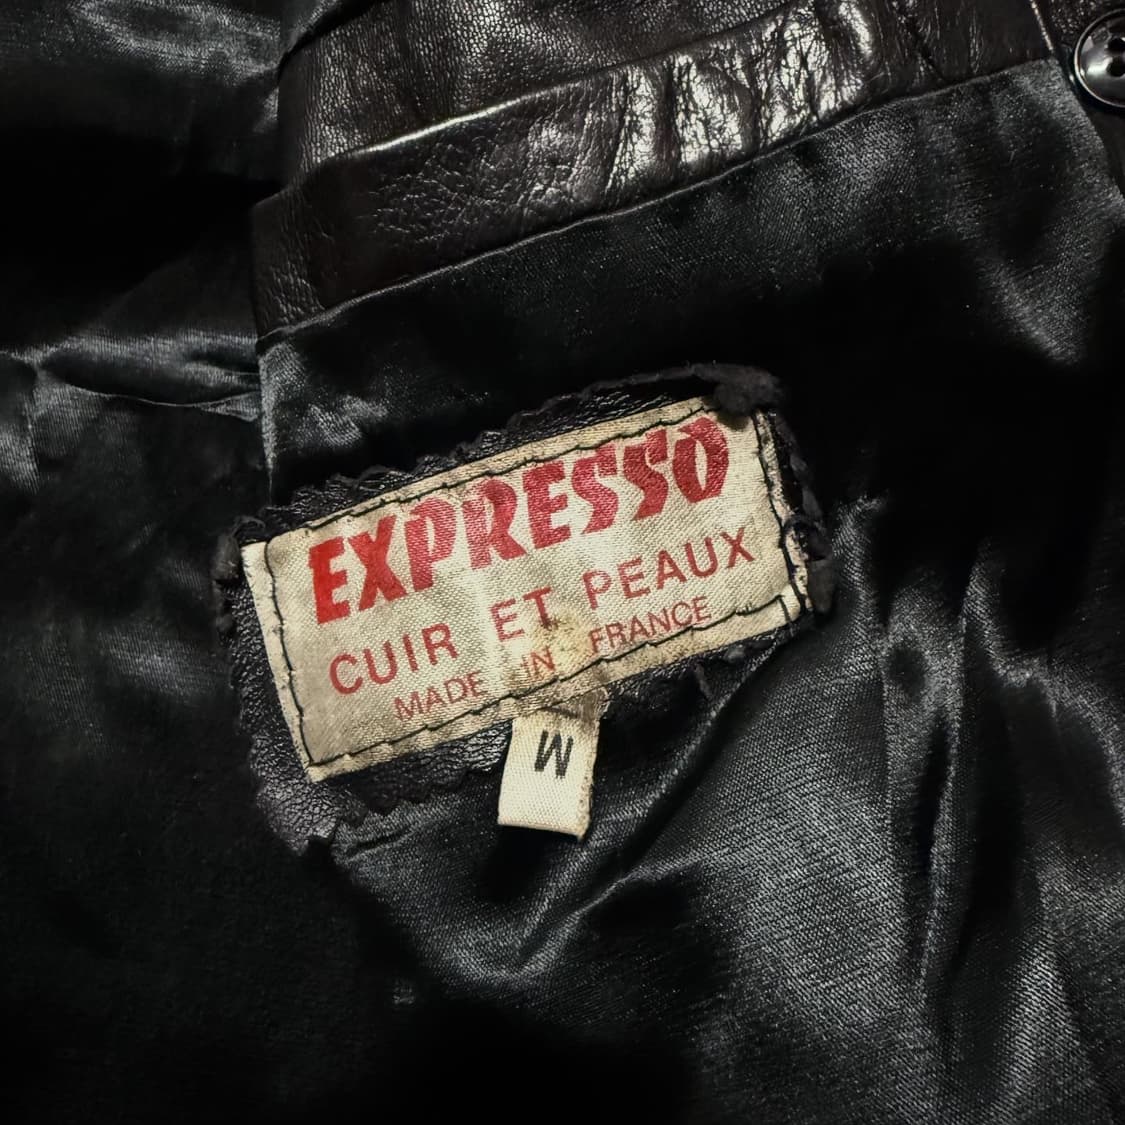 EXPRESSO
CUIR ET PEAUX
MADE IN FRANCE
M